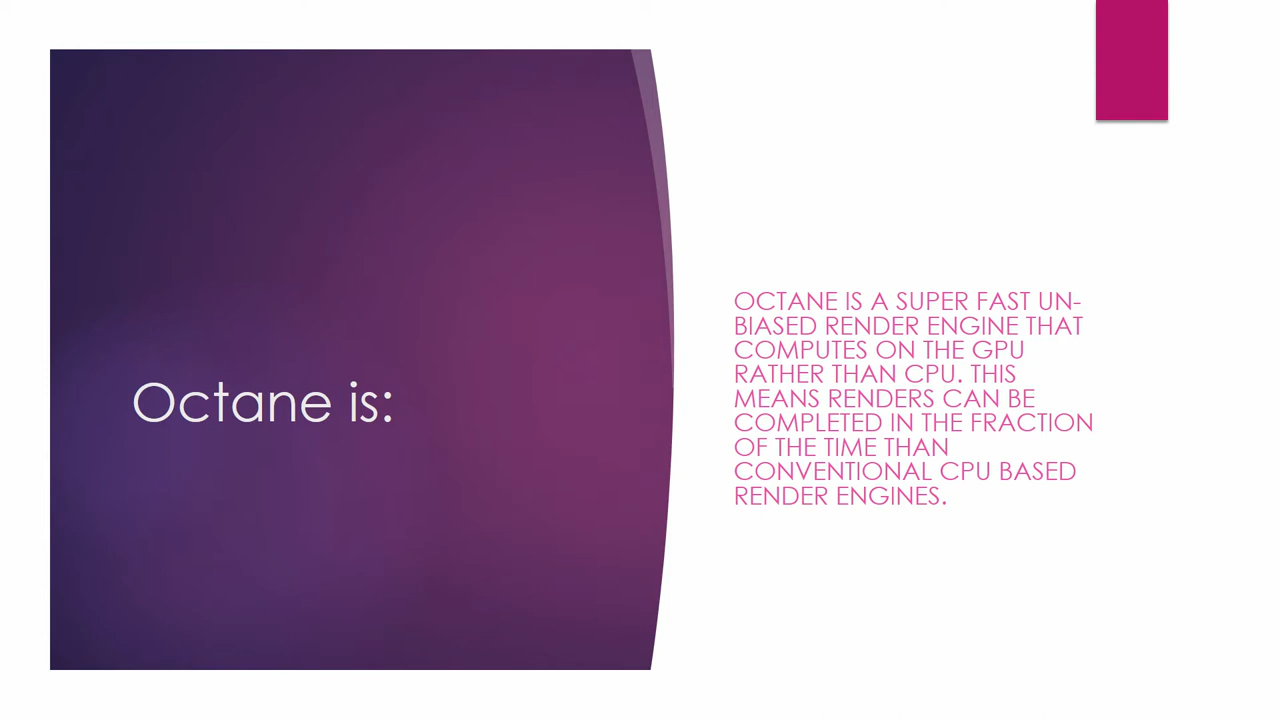 Octane is:
OCTANE IS A SUPER FAST UN-
BIASED RENDER ENGINE THAT
COMPUTES ON THE GPU
RATHER THAN CPU. THIS
MEANS RENDERS CAN BE
COMPLETED IN THE FRACTION
OF THE TIME THAN
CONVENTIONAL CPU BASED
RENDER ENGINES.